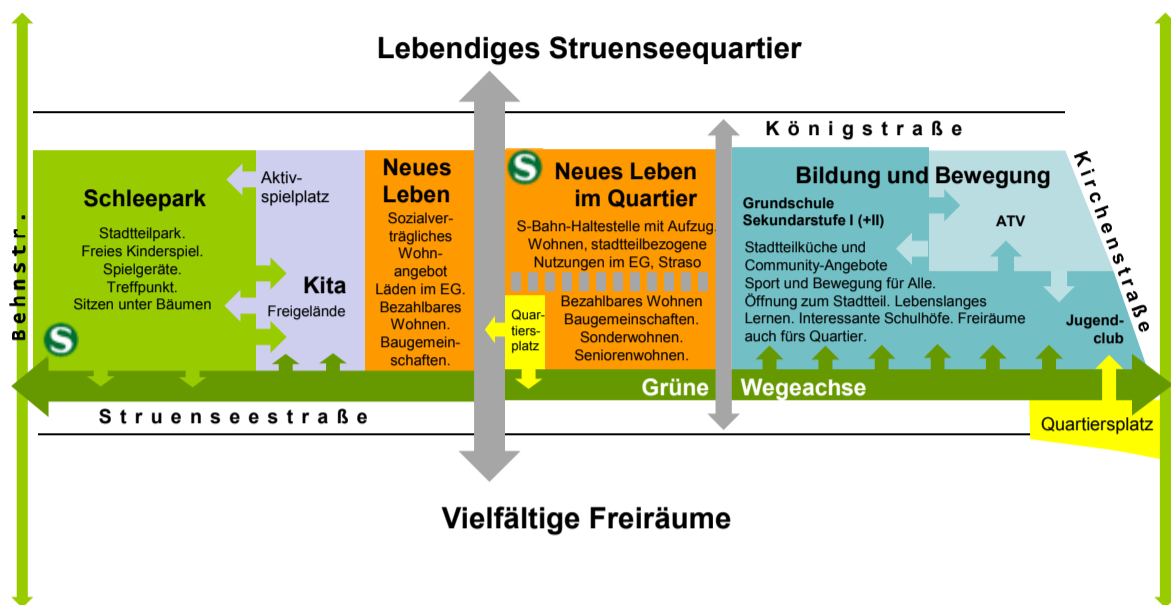 Lebendiges Struenseequartier
Königstraße
Kirchenstraße
Behnstr.
Schleepark
Stadtteilpark.
Freies Kinderspiel.
Spielgeräte.
Treffpunkt.
Sitzen unter Bäumen
S
Aktiv-
spielplatz
Kita
Freigelände
Neues
Leben
Sozialver-
trägliches
Wohn-
angebot
Läden im EG.
Bezahlbares
Wohnen.
Baugemein-
schaften.
S
Neues Leben
im Quartier
S-Bahn-Haltestelle mit Aufzug.
Wohnen, stadtteilbezogene
Nutzungen im EG, Straso
Quar-
tiers-
platz
Bezahlbares Wohnen
Baugemeinschaften.
Sonderwohnen.
Seniorenwohnen.
Bildung und Bewegung
Grundschule
Sekundarstufe I (+II)
Stadtteilküche und
Community-Angebote
Sport und Bewegung für Alle.
Öffnung zum Stadtteil. Lebenslanges
Lernen. Interessante Schulhöfe. Freiräume
auch fürs Quartier.
ATV
Jugend-
club
Grüne Wegeachse
Struenseestraße
Quartiersplatz
Vielfältige Freiräume